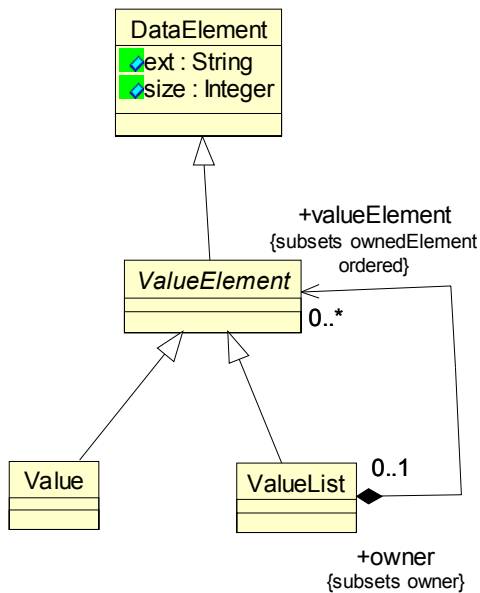 DataElement
ext : String
size : Integer
+valueElement
{subsets ownedElement
ordered}
ValueElement
0..*
Value
ValueList
0..1
+owner
{subsets owner}